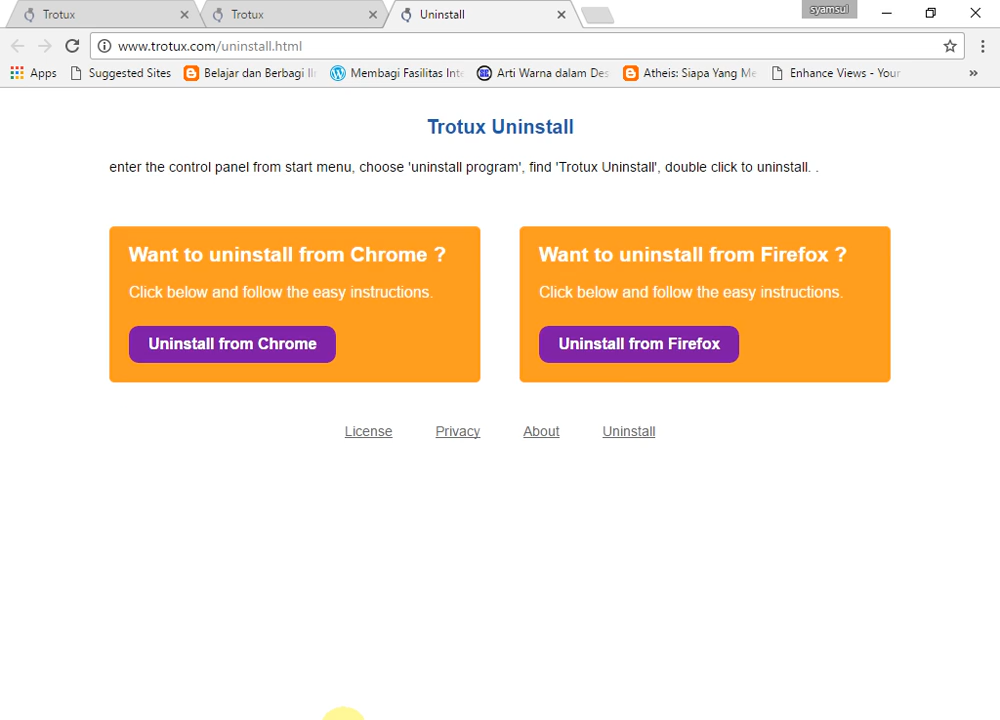 Trotux
Trotux
Uninstall
syamsul
www.trotux.com/uninstall.html
Apps
Suggested Sites
Belajar dan Berbagi Il
Membagi Fasilitas Inte
Arti Warna dalam Des
Atheis: Siapa Yang Me
Enhance Views - Your
Trotux Uninstall
enter the control panel from start menu, choose 'uninstall program', find 'Trotux Uninstall', double click to uninstall. .
Want to uninstall from Chrome ?
Click below and follow the easy instructions.
Uninstall from Chrome
Want to uninstall from Firefox ?
Click below and follow the easy instructions.
Uninstall from Firefox
License
Privacy
About
Uninstall